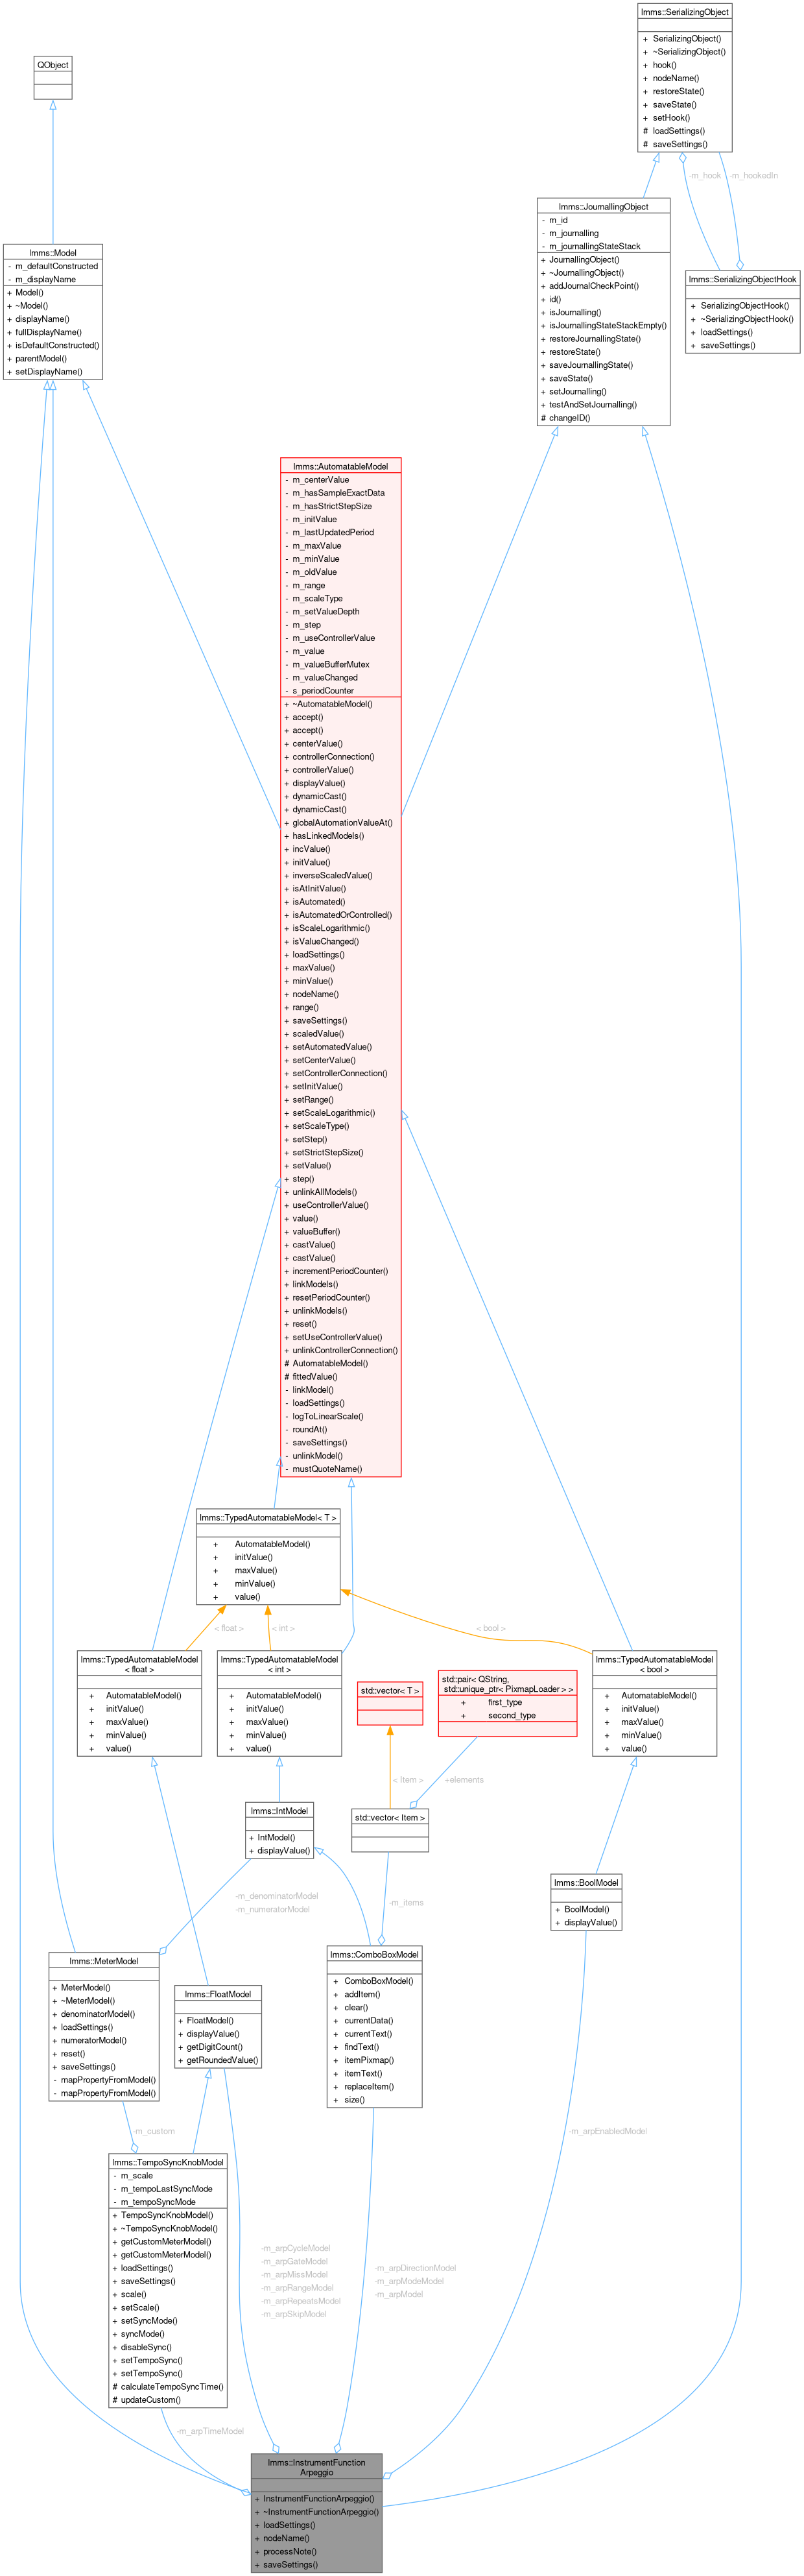 lmms::SerializingObject
+ SerializingObject()
+ ~SerializingObject()
+ hook()
+ nodeName()
+ restoreState()
+ saveState()
+ setHook()
# loadSettings()
# saveSettings()
QObject
-m_hook
-m_hookedIn
lmms::JournallingObject
- m_id
- m_journalling
- m_journallingStateStack
+ JournallingObject()
+ ~JournallingObject()
+ addJournalCheckPoint()
+ id()
+ isJournalling()
+ isJournallingStateStackEmpty()
+ restoreJournallingState()
+ restoreState()
+ saveJournallingState()
+ saveState()
+ setJournalling()
+ testAndSetJournalling()
# changeID()
lmms::Model
- m_defaultConstructed
- m_displayName
+ Model()
+ ~Model()
+ displayName()
+ fullDisplayName()
+ isDefaultConstructed()
+ parentModel()
+ setDisplayName()
lmms::SerializingObjectHook
+ SerializingObjectHook()
+ ~SerializingObjectHook()
+ loadSettings()
+ saveSettings()
lmms::AutomatableModel
- m_centerValue
- m_hasSampleExactData
- m_hasStrictStepSize
- m_initValue
- m_lastUpdatedPeriod
- m_maxValue
- m_minValue
- m_oldValue
- m_range
- m_scaleType
- m_setValueDepth
- m_step
- m_useControllerValue
- m_value
- m_valueBufferMutex
- m_valueChanged
- s_periodCounter
+ ~AutomatableModel()
+ accept()
+ accept()
+ centerValue()
+ controllerConnection()
+ controllerValue()
+ displayValue()
+ dynamicCast()
+ dynamicCast()
+ globalAutomationValueAt()
+ hasLinkedModels()
+ incValue()
+ initValue()
+ inverseScaledValue()
+ isAtInitValue()
+ isAutomated()
+ isAutomatedOrControlled()
+ isScaleLogarithmic()
+ isValueChanged()
+ loadSettings()
+ maxValue()
+ minValue()
+ nodeName()
+ range()
+ saveSettings()
+ scaledValue()
+ setAutomatedValue()
+ setCenterValue()
+ setControllerConnection()
+ setInitValue()
+ setRange()
+ setScaleLogarithmic()
+ setScaleType()
+ setStep()
+ setStrictStepSize()
+ setValue()
+ step()
+ unlinkAllModels()
+ useControllerValue()
+ value()
+ valueBuffer()
+ castValue()
+ castValue()
+ incrementPeriodCounter()
+ linkModels()
+ resetPeriodCounter()
+ unlinkModels()
+ reset()
+ setUseControllerValue()
+ unlinkControllerConnection()
# AutomatableModel()
# fittedValue()
- linkModel()
- loadSettings()
- logToLinearScale()
- roundAt()
- saveSettings()
- unlinkModel()
- mustQuoteName()
lmms::TypedAutomatableModel< T >
+ AutomatableModel()
+ initValue()
+ maxValue()
+ minValue()
+ value()
< float >
< int >
< bool >
lmms::TypedAutomatableModel
< float >
+ AutomatableModel()
+ initValue()
+ maxValue()
+ minValue()
+ value()
lmms::TypedAutomatableModel
< int >
+ AutomatableModel()
+ initValue()
+ maxValue()
+ minValue()
+ value()
std::vector< T >
std::pair< QString,
std::unique_ptr< PixmapLoader > >
+ first_type
+ second_type
lmms::TypedAutomatableModel
< bool >
+ AutomatableModel()
+ initValue()
+ maxValue()
+ minValue()
+ value()
< Item >
+elements
lmms::IntModel
+ IntModel()
+ displayValue()
std::vector< Item >
lmms::BoolModel
+ BoolModel()
+ displayValue()
-m_denominatorModel
-m_numeratorModel
-m_items
lmms::MeterModel
+ MeterModel()
+ ~MeterModel()
+ denominatorModel()
+ loadSettings()
+ numeratorModel()
+ reset()
+ saveSettings()
- mapPropertyFromModel()
- mapPropertyFromModel()
lmms::FloatModel
+ FloatModel()
+ displayValue()
+ getDigitCount()
+ getRoundedValue()
lmms::ComboBoxModel
+ ComboBoxModel()
+ addItem()
+ clear()
+ currentData()
+ currentText()
+ findText()
+ itemPixmap()
+ itemText()
+ replaceItem()
+ size()
-m_custom
-m_arpEnabledModel
lmms::TempoSyncKnobModel
- m_scale
- m_tempoLastSyncMode
- m_tempoSyncMode
+ TempoSyncKnobModel()
+ ~TempoSyncKnobModel()
+ getCustomMeterModel()
+ getCustomMeterModel()
+ loadSettings()
+ saveSettings()
+ scale()
+ setScale()
+ setSyncMode()
+ syncMode()
+ disableSync()
+ setTempoSync()
+ setTempoSync()
# calculateTempoSyncTime()
# updateCustom()
-m_arpCycleModel
-m_arpGateModel
-m_arpMissModel
-m_arpRangeModel
-m_arpRepeatsModel
-m_arpSkipModel
-m_arpDirectionModel
-m_arpModeModel
-m_arpModel
-m_arpTimeModel
lmms::InstrumentFunction
Arpeggio
+ InstrumentFunctionArpeggio()
+ ~InstrumentFunctionArpeggio()
+ loadSettings()
+ nodeName()
+ processNote()
+ saveSettings()